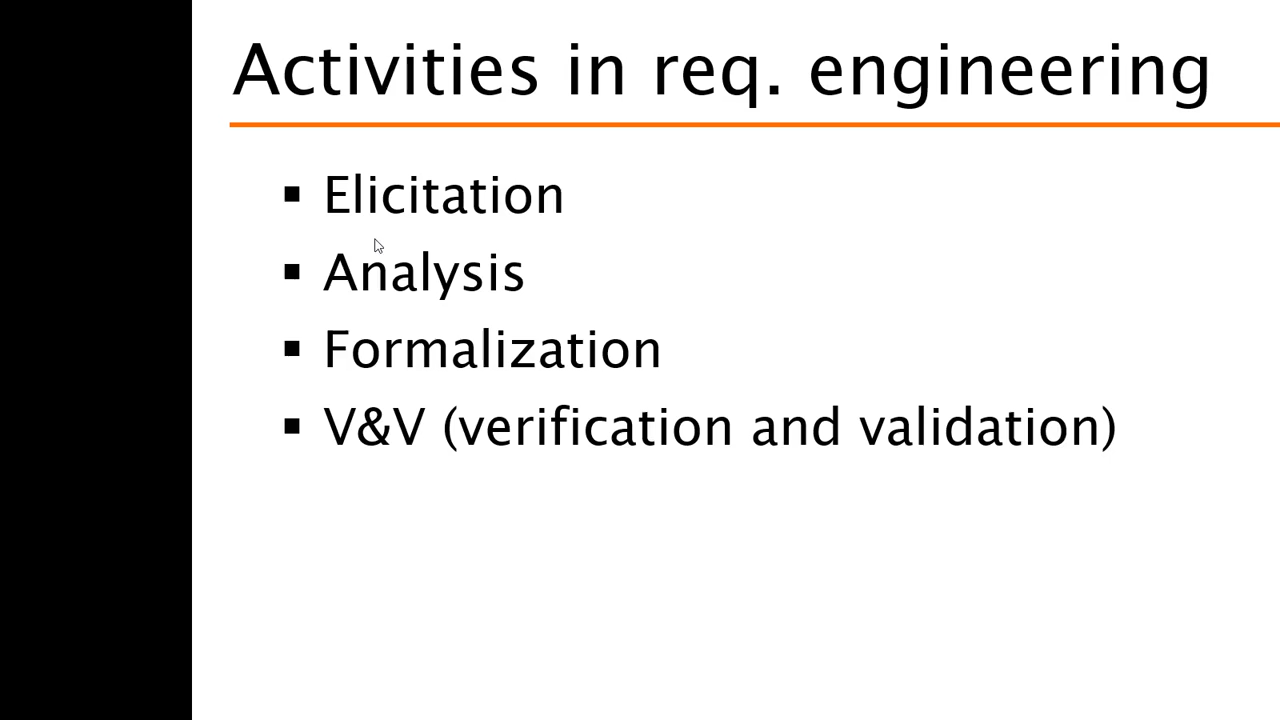 Activities in req. engineering
▪ Elicitation
▪ Analysis
▪ Formalization
▪ V&V (verification and validation)